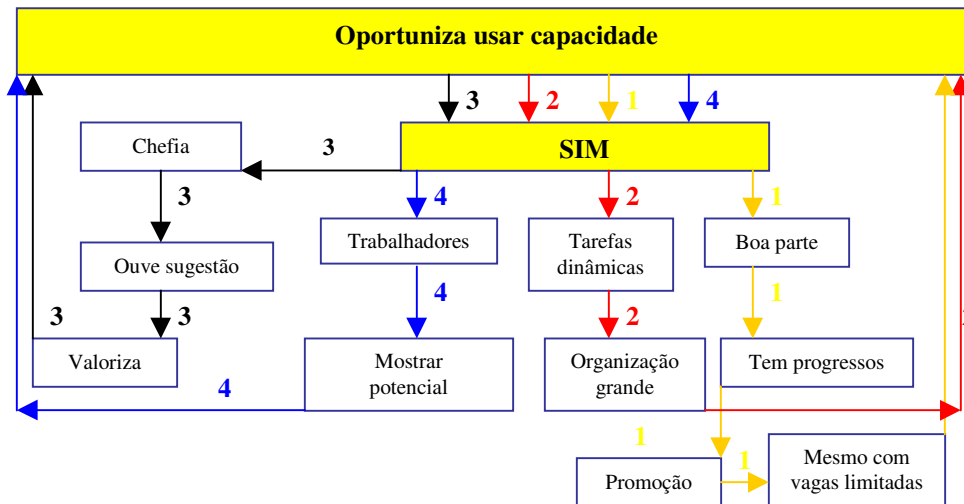 Oportuniza usar capacidade
3 2 1 4
Chefia
3
SIM
3
4
2
1
Trabalhadores
Tarefas
dinâmicas
Boa parte
Ouve sugestão
4
1
3
3
2
Valoriza
Mostrar
potencial
Organização
grande
Tem progressos
4
1
Promoção
1
Mesmo com
vagas limitadas